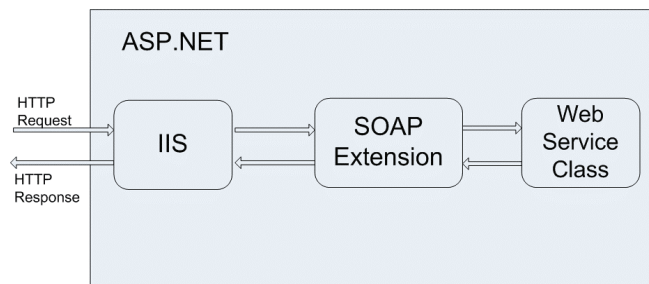 ASP.NET
HTTP
Request
IIS
SOAP
Extension
Web
Service
Class
HTTP
Response